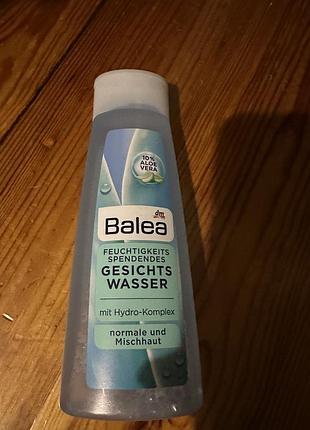 10%
ALOE
VERA
dm
Balea
FEUCHTIGKEITS
SPENDENDES
GESICHTS
WASSER
mit Hydro-Komplex
normale und
Mischhaut